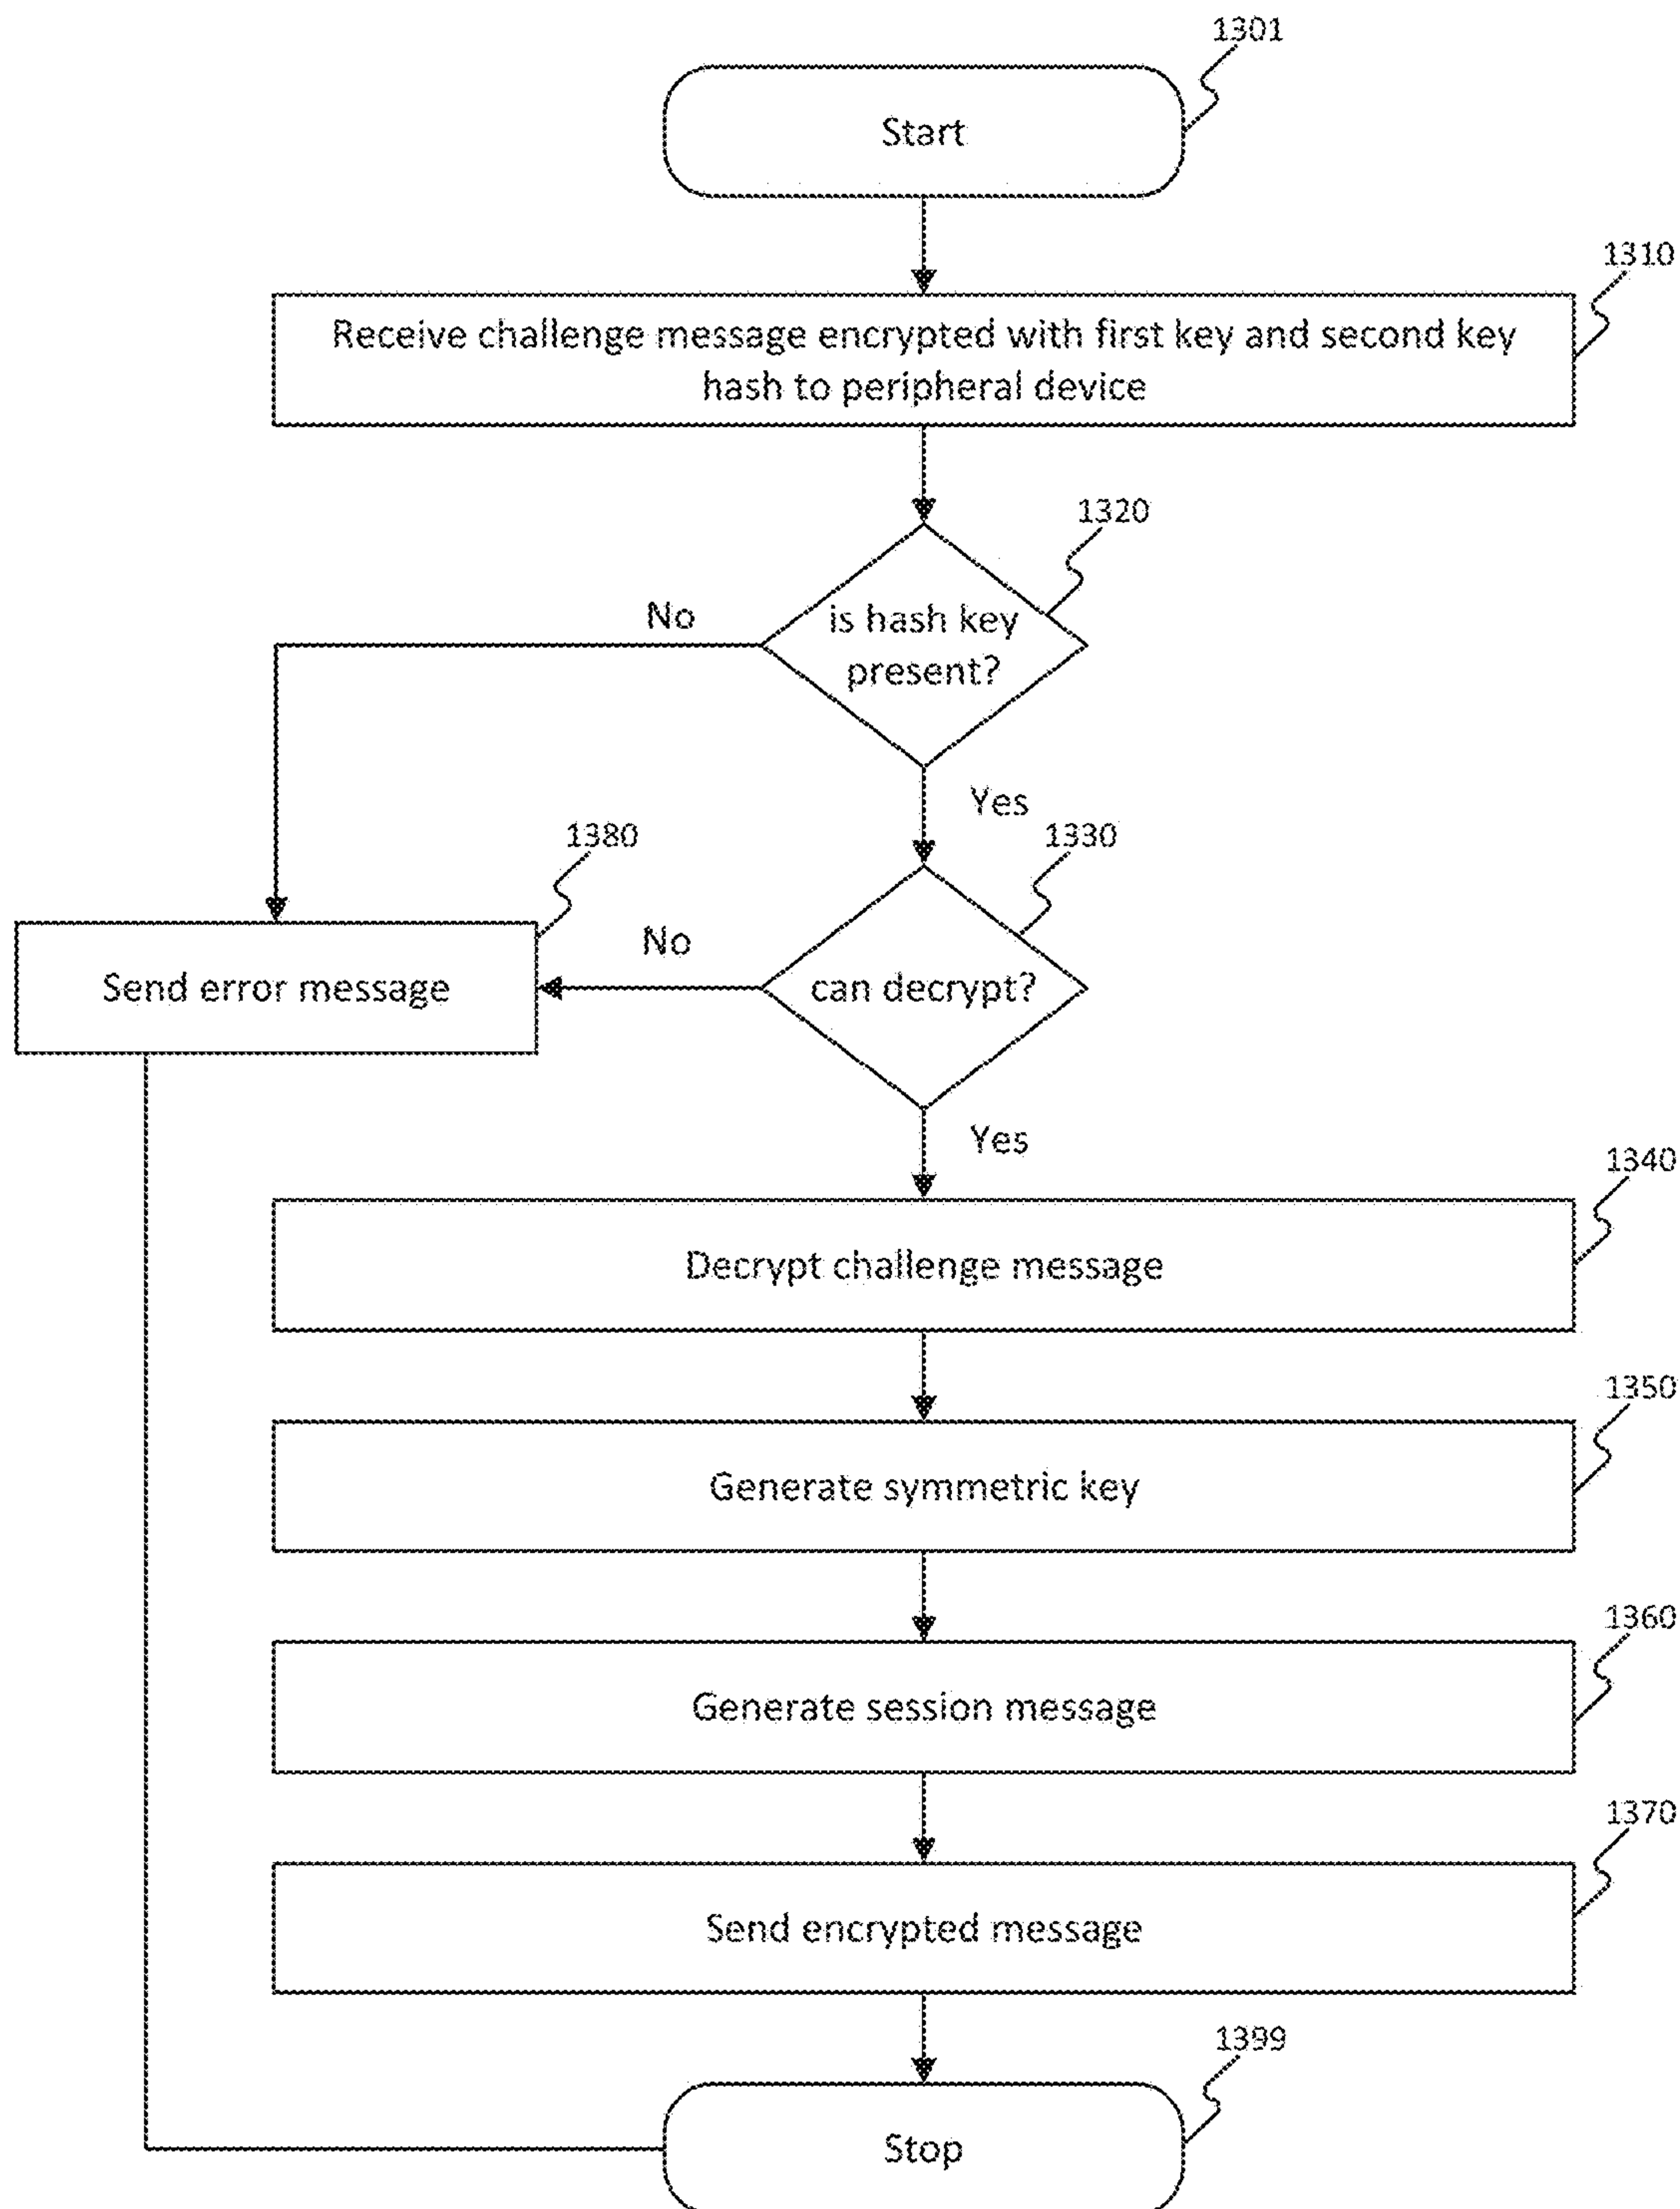 1301
Start
1310
Receive challenge message encrypted with first key and second key
hash to peripheral device
1320
No
is hash key
present?
Yes
1380
1330
No
Send error message
can decrypt?
Yes
1340
Decrypt challenge message
1350
Generate symmetric key
1360
Generate session message
1370
Send encrypted message
1399
Stop